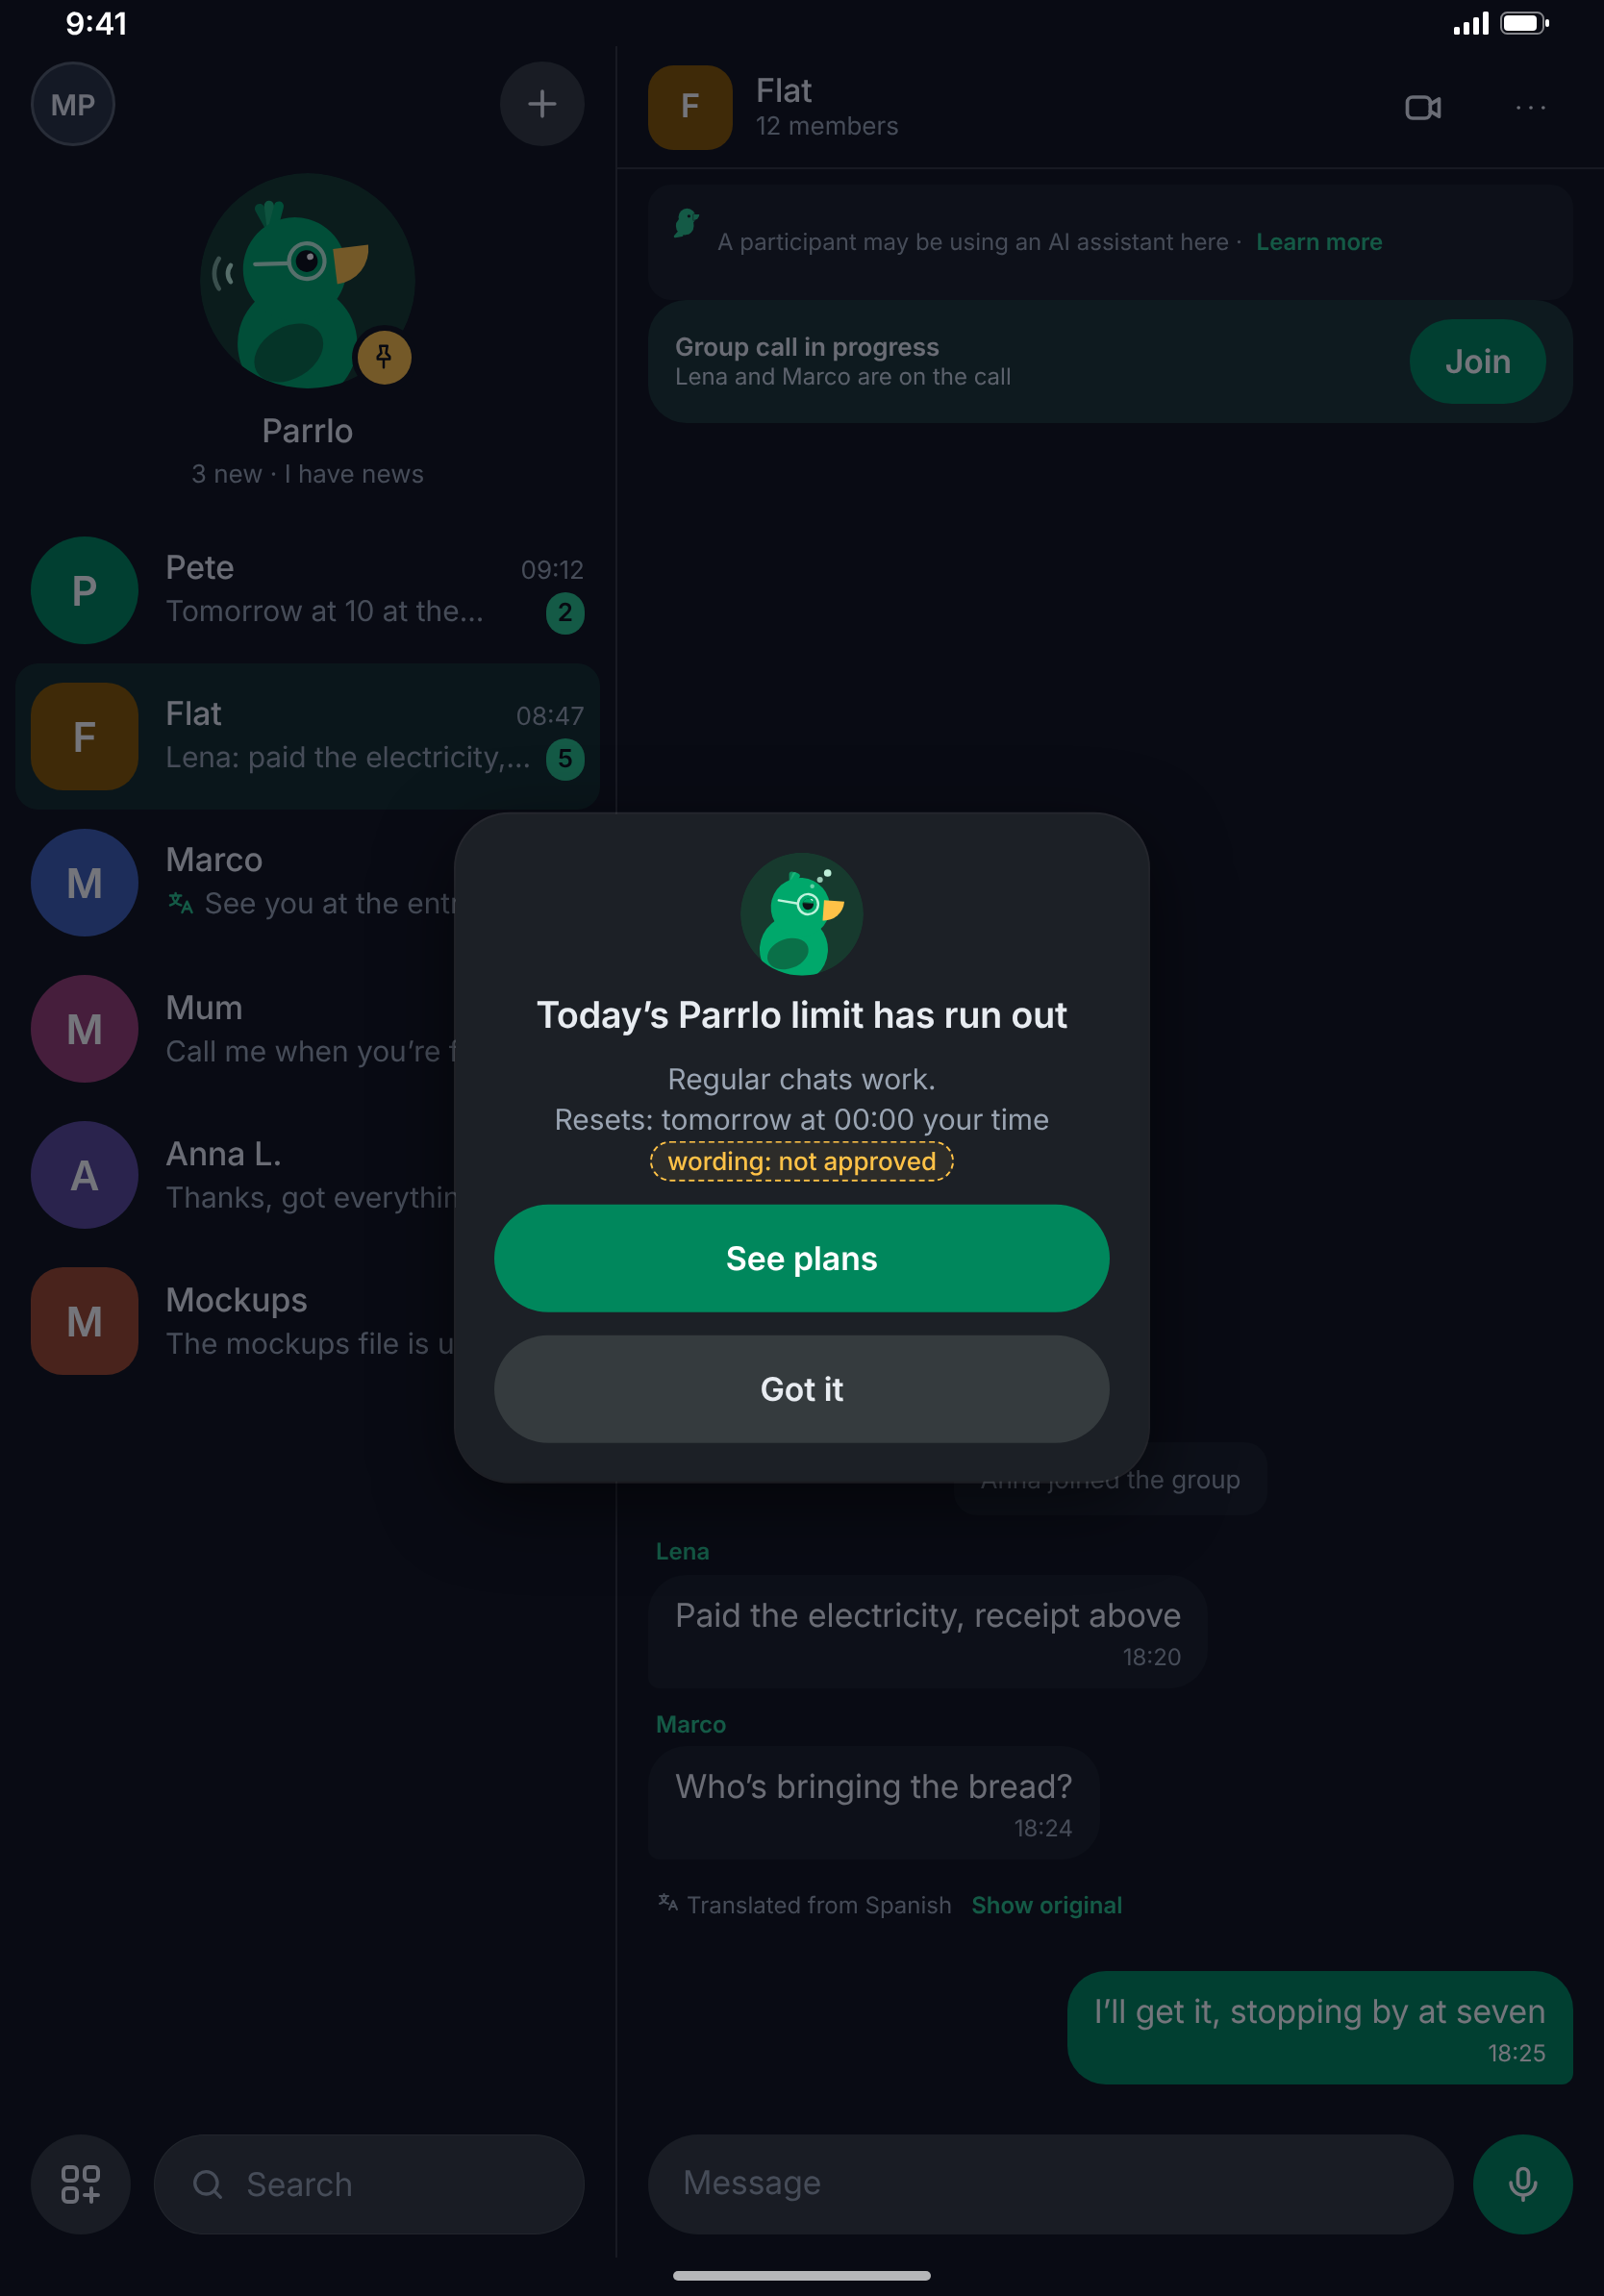 9:41
MP
Parrlo
3 new · I have news
P
Pete
09:12
Tomorrow at 10 at the...
2
F
Flat
08:47
Lena: paid the electricity,...
5
M
Marco
See you at the entr
M
Mum
Call me when you’re f
A
Anna L.
Thanks, got everythin
M
Mockups
The mockups file is u
Search
F
Flat
12 members
A participant may be using an AI assistant here · Learn more
Group call in progress
Lena and Marco are on the call
Join
Today’s Parrlo limit has run out
Regular chats work.
Resets: tomorrow at 00:00 your time
wording: not approved
See plans
Got it
Anna joined the group
Lena
Paid the electricity, receipt above
18:20
Marco
Who’s bringing the bread?
18:24
Translated from Spanish Show original
I’ll get it, stopping by at seven
18:25
Message